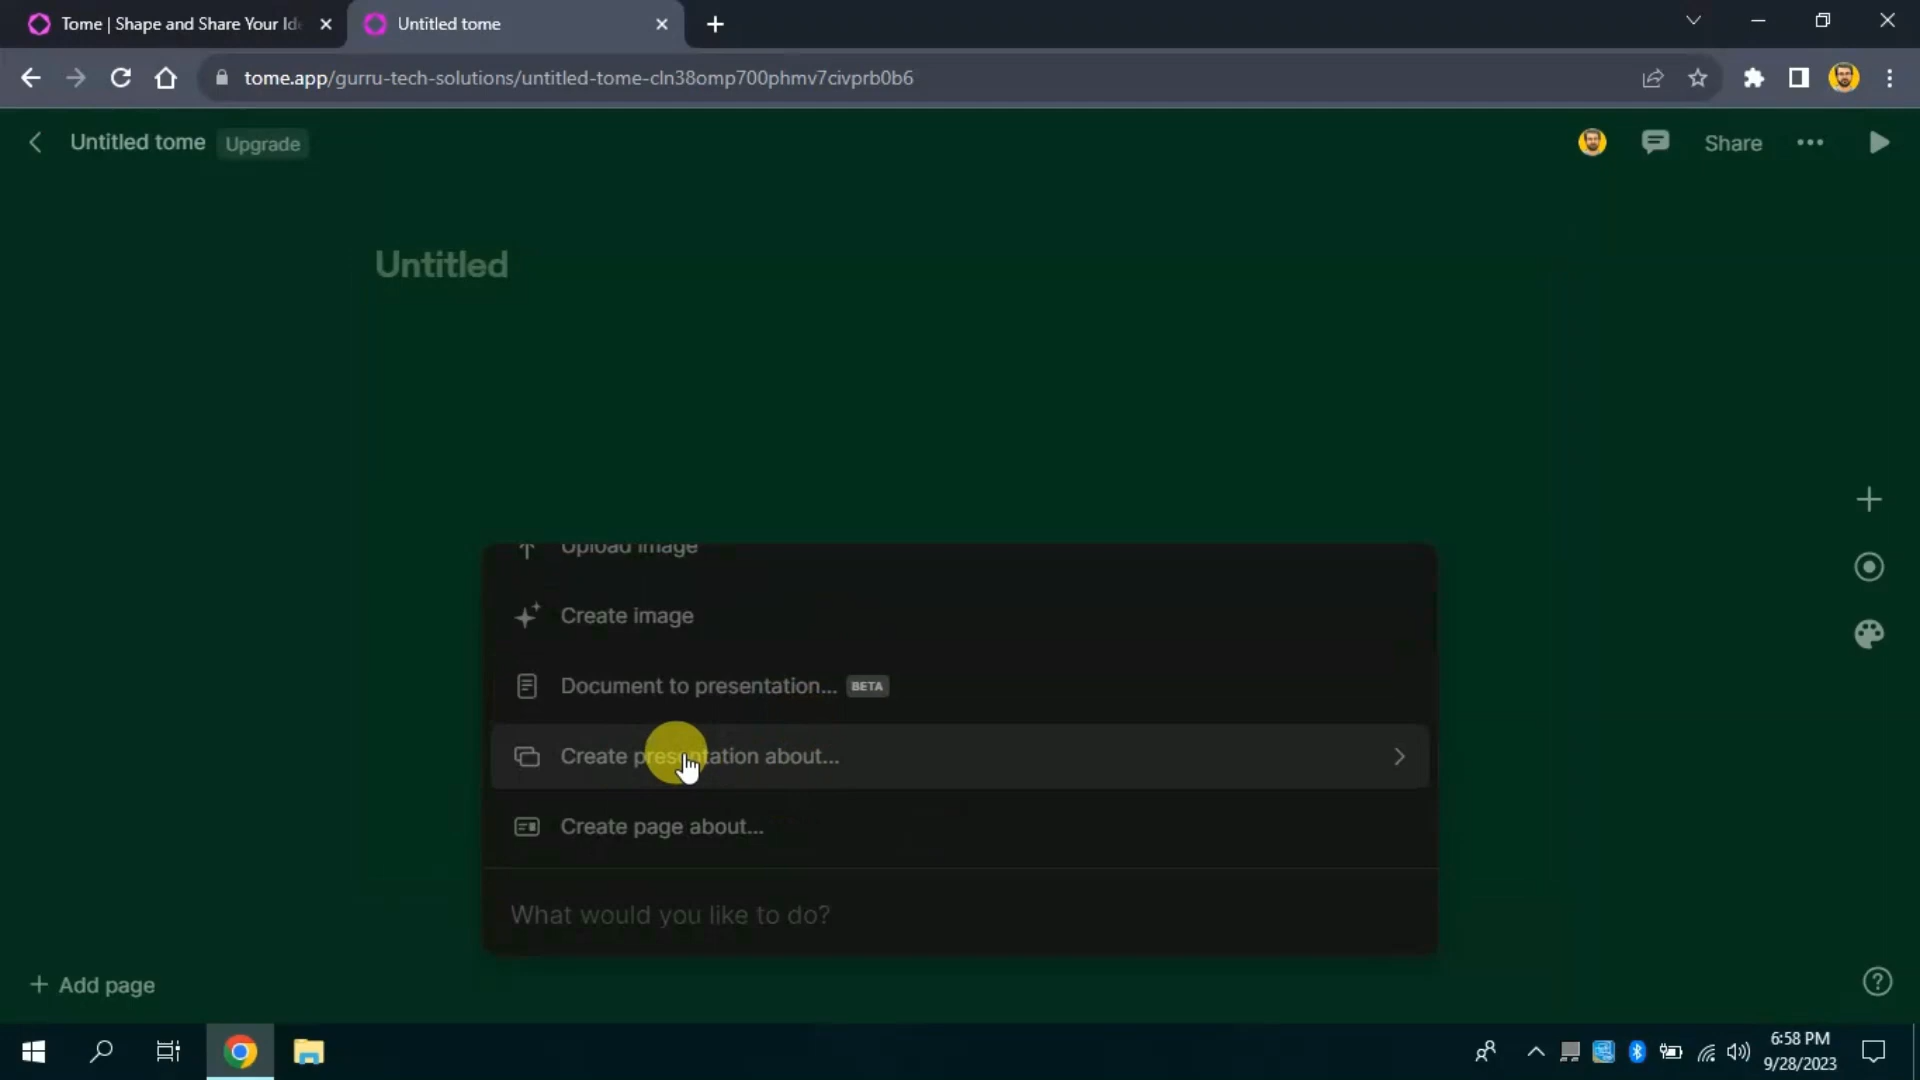 Tome | Shape and Share Your Id
Untitled tome
tome.app/gurru-tech-solutions/untitled-tome-cln38omp700phmv7civprb0b6
Untitled tome
Upgrade
Share
Untitled
Upload image
Create image
Document to presentation... BETA
Create presentation about...
Create page about...
What would you like to do?
+ Add page
6:58 PM
9/28/2023